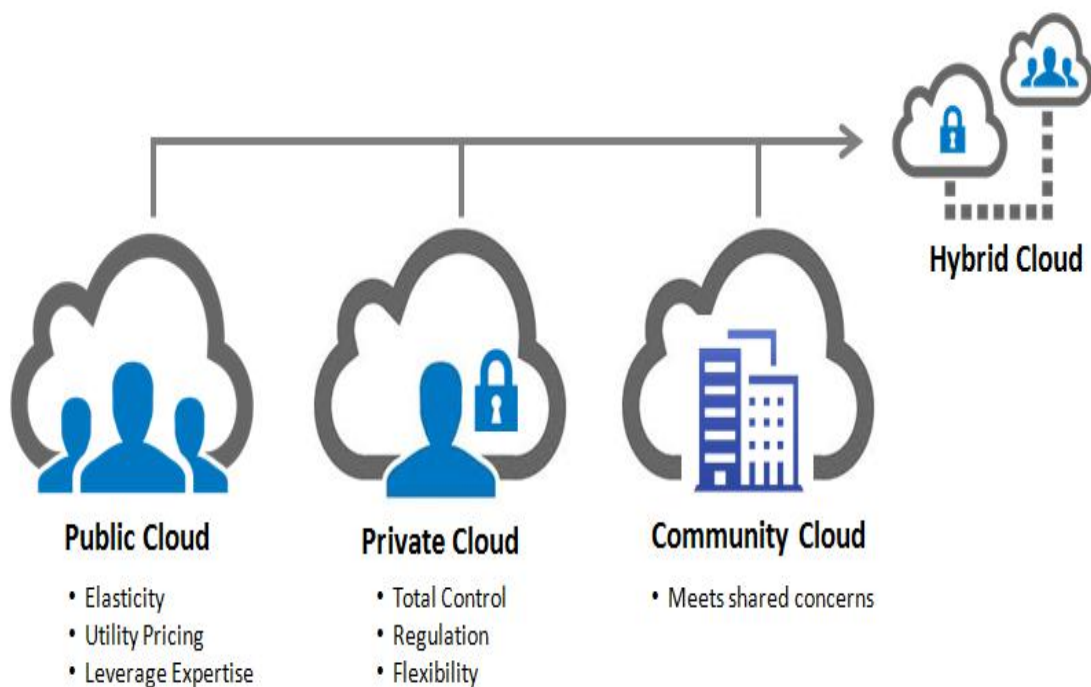 Hybrid Cloud
Public Cloud
• Elasticity
• Utility Pricing
• Leverage Expertise
Private Cloud
• Total Control
• Regulation
• Flexibility
Community Cloud
• Meets shared concerns